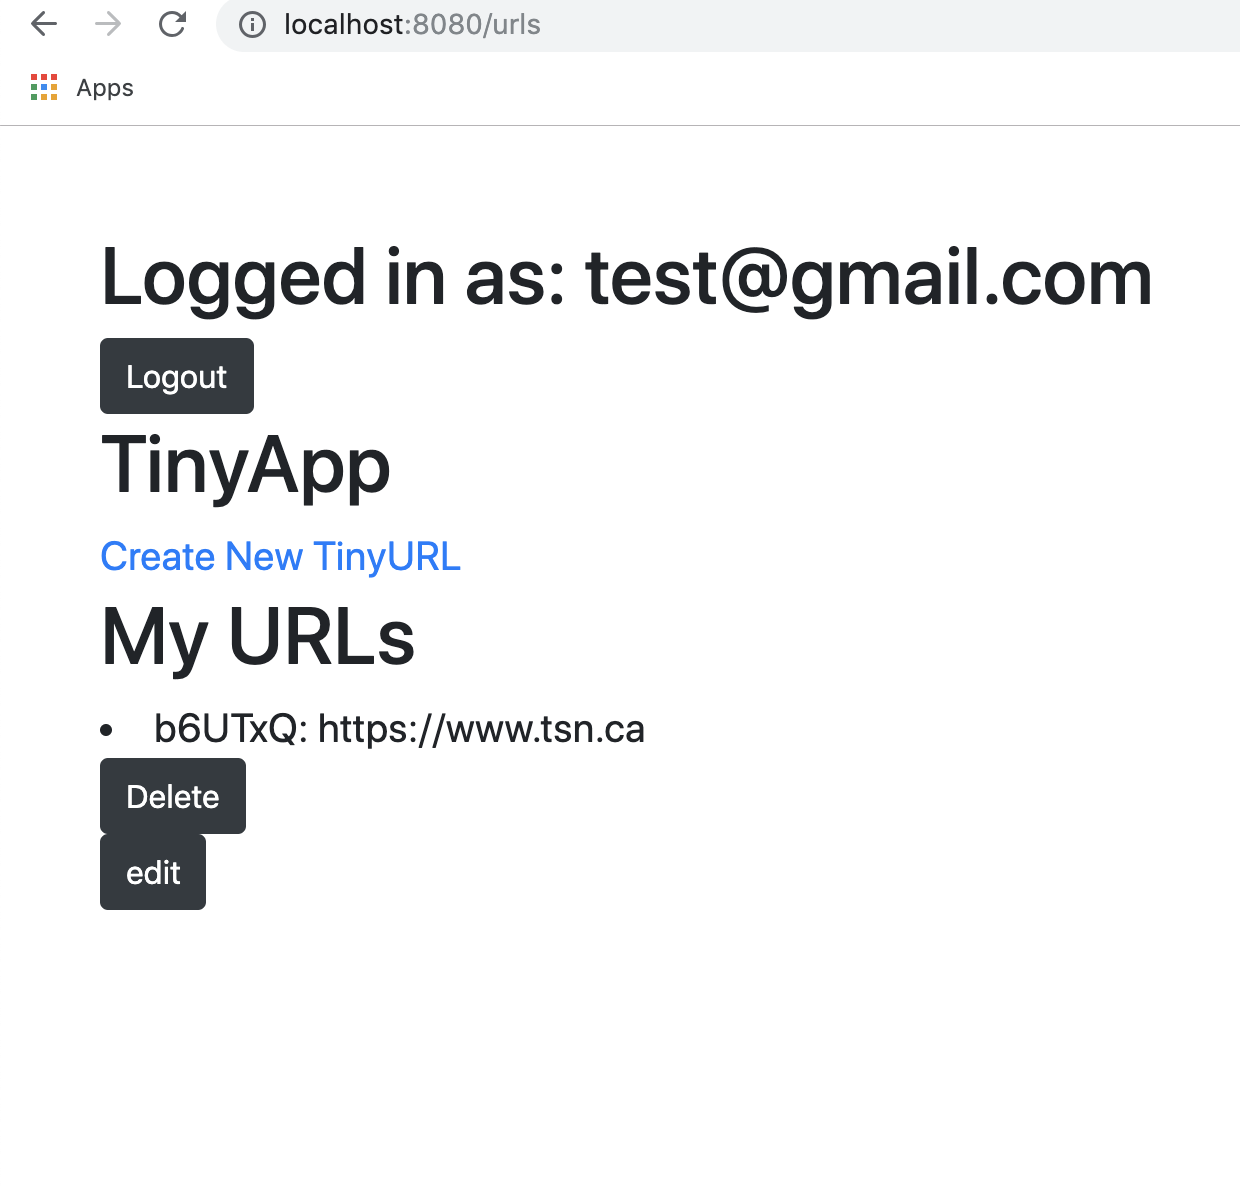 localhost:8080/urls
Apps
Logged in as: test@gmail.com
Logout
TinyApp
Create New TinyURL
My URLs
b6UTxQ: https://www.tsn.ca
Delete
edit